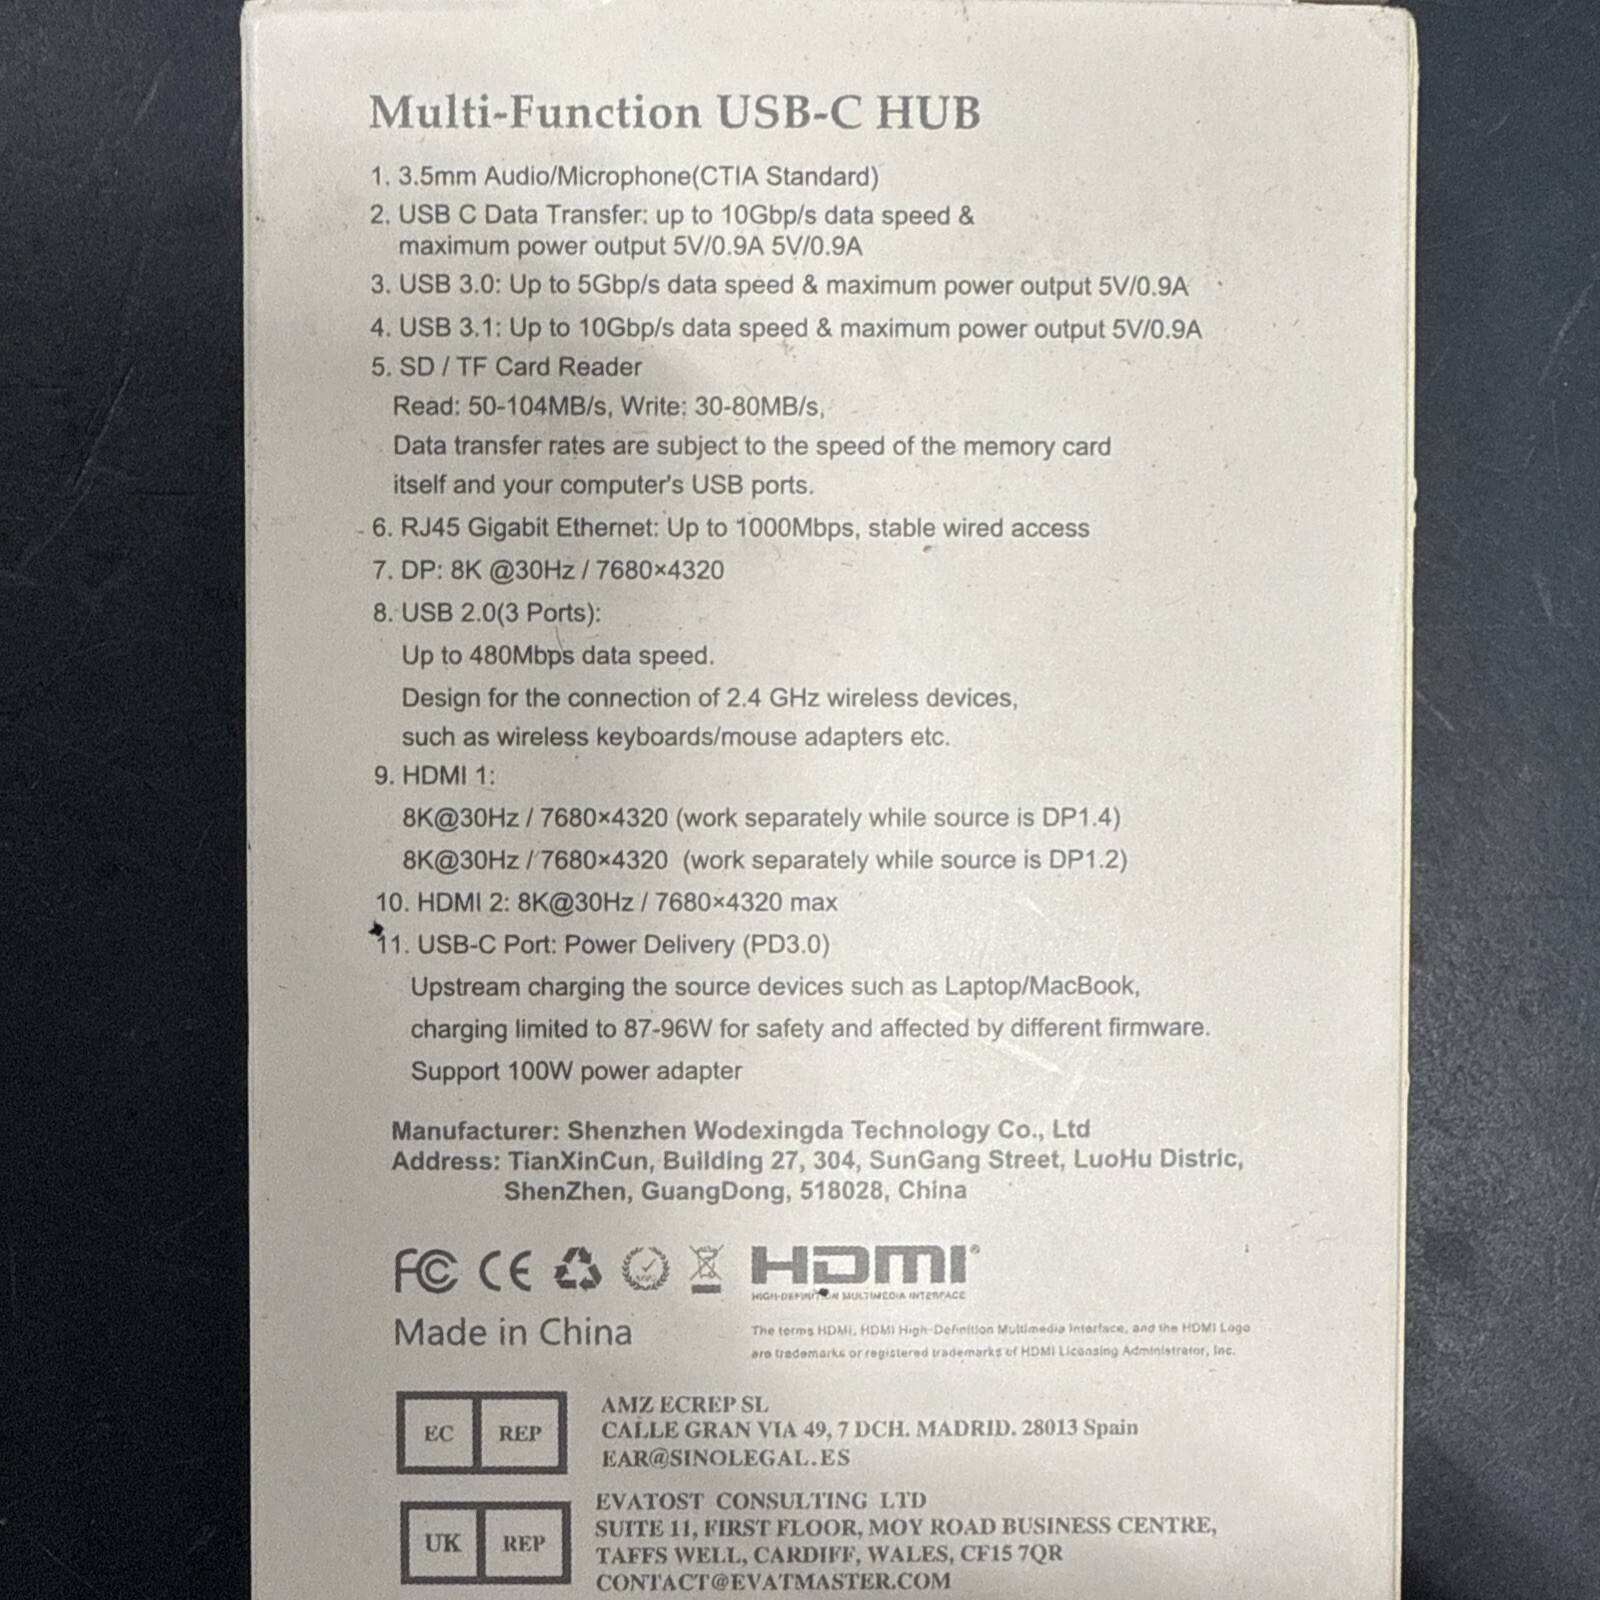 Multi-Function USB-C HUB
1. 3.5mm Audio/Microphone(CTIA Standard)
2. USB C Data Transfer: up to 10Gbp/s data speed &
maximum power output 5V/0.9A 5V/0.9A
3. USB 3.0: Up to 5Gbp/s data speed & maximum power output 5V/0.9A
4. USB 3.1: Up to 10Gbp/s data speed & maximum power output 5V/0.9A
5. SD / TF Card Reader
Read: 50-104MB/s, Write: 30-80MB/s,
Data transfer rates are subject to the speed of the memory card
itself and your computer's USB ports.
6. RJ45 Gigabit Ethernet: Up to 1000Mbps, stable wired access
7. DP: 8K @30Hz / 7680×4320
8. USB 2.0(3 Ports):
Up to 480Mbps data speed.
Design for the connection of 2.4 GHz wireless devices,
such as wireless keyboards/mouse adapters etc.
9. HDMI 1:
8K@30Hz / 7680×4320 (work separately while source is DP1.4)
8K@30Hz / 7680×4320 (work separately while source is DP1.2)
10. HDMI 2: 8K@30Hz / 7680×4320 max
11. USB-C Port: Power Delivery (PD3.0)
Upstream charging the source devices such as Laptop/MacBook,
charging limited to 87-96W for safety and affected by different firmware.
Support 100W power adapter
Manufacturer: Shenzhen Wodexingda Technology Co., Ltd
Address: TianXinCun, Building 27, 304, SunGang Street, LuoHu Distric,
ShenZhen, GuangDong, 518028, China
FC CE HDMI®
HIGH-DEFINITION MULTIMEDIA INTERFACE
Made in China
The terms HDMI, HDMI High-Definition Multimedia Interface, and the HDMI Logo
are trademarks or registered trademarks of HDMI Licensing Administrator, Inc.
EC REP
AMZ ECREP SL
CALLE GRAN VIA 49, 7 DCH. MADRID. 28013 Spain
EAR@SINOLEGAL.ES
UK REP
EVATOST CONSULTING LTD
SUITE 11, FIRST FLOOR, MOY ROAD BUSINESS CENTRE,
TAFFS WELL, CARDIFF, WALES, CF15 7QR
CONTACT@EVATMASTER.COM